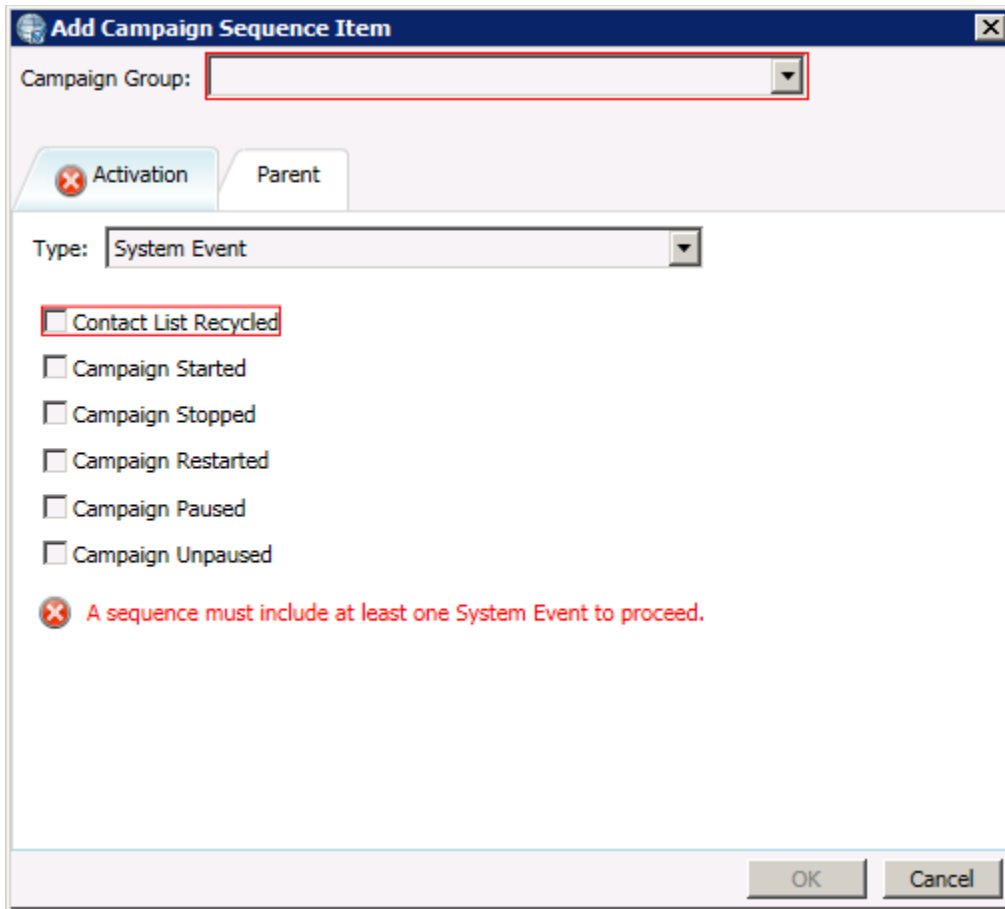 Add Campaign Sequence Item
Campaign Group:
Activation Parent
Type: System Event
Contact List Recycled
Campaign Started
Campaign Stopped
Campaign Restarted
Campaign Paused
Campaign Unpaused
A sequence must include at least one System Event to proceed.
OK Cancel